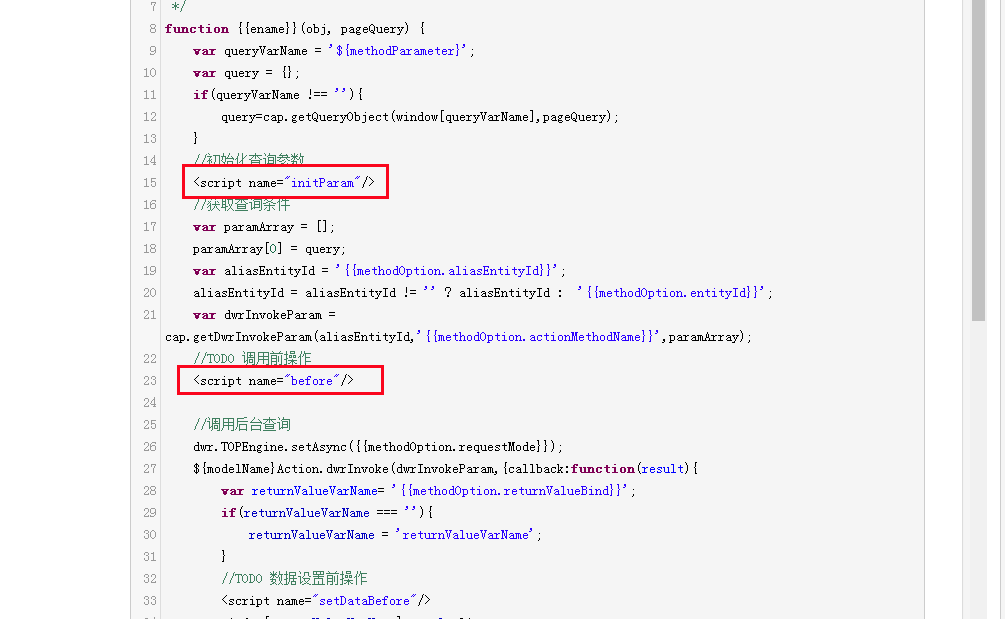 7 */
8 function {{ename}}(obj, pageQuery) {
9 var queryVarName = '${methodParameter}';
10 var query = {};
11 if(queryVarName !== ''){
12 query=cap.getQueryObject(window[queryVarName],pageQuery);
13 }
14 //初始化查询参数
15 <script name="initParam"/>
16 //获取查询条件
17 var paramArray = [];
18 paramArray[0] = query;
19 var aliasEntityId = '{{methodOption.aliasEntityId}}';
20 aliasEntityId = aliasEntityId != '' ? aliasEntityId : '{{methodOption.entityId}}';
21 var dwrInvokeParam =
cap.getDwrInvokeParam(aliasEntityId,'{{methodOption.actionMethodName}}',paramArray);
22 //TODO 调用前操作
23 <script name="before"/>
24
25 //调用后台查询
26 dwr.TOPEngine.setAsync({{methodOption.requestMode}});
27 ${modelName}Action.dwrInvoke(dwrInvokeParam,{callback:function(result){
28 var returnValueVarName= '{{methodOption.returnValueBind}}';
29 if(returnValueVarName === ''){
30 returnValueVarName = 'returnValueVarName';
31 }
32 //TODO 数据设置前操作
33 <script name="setDataBefore"/>